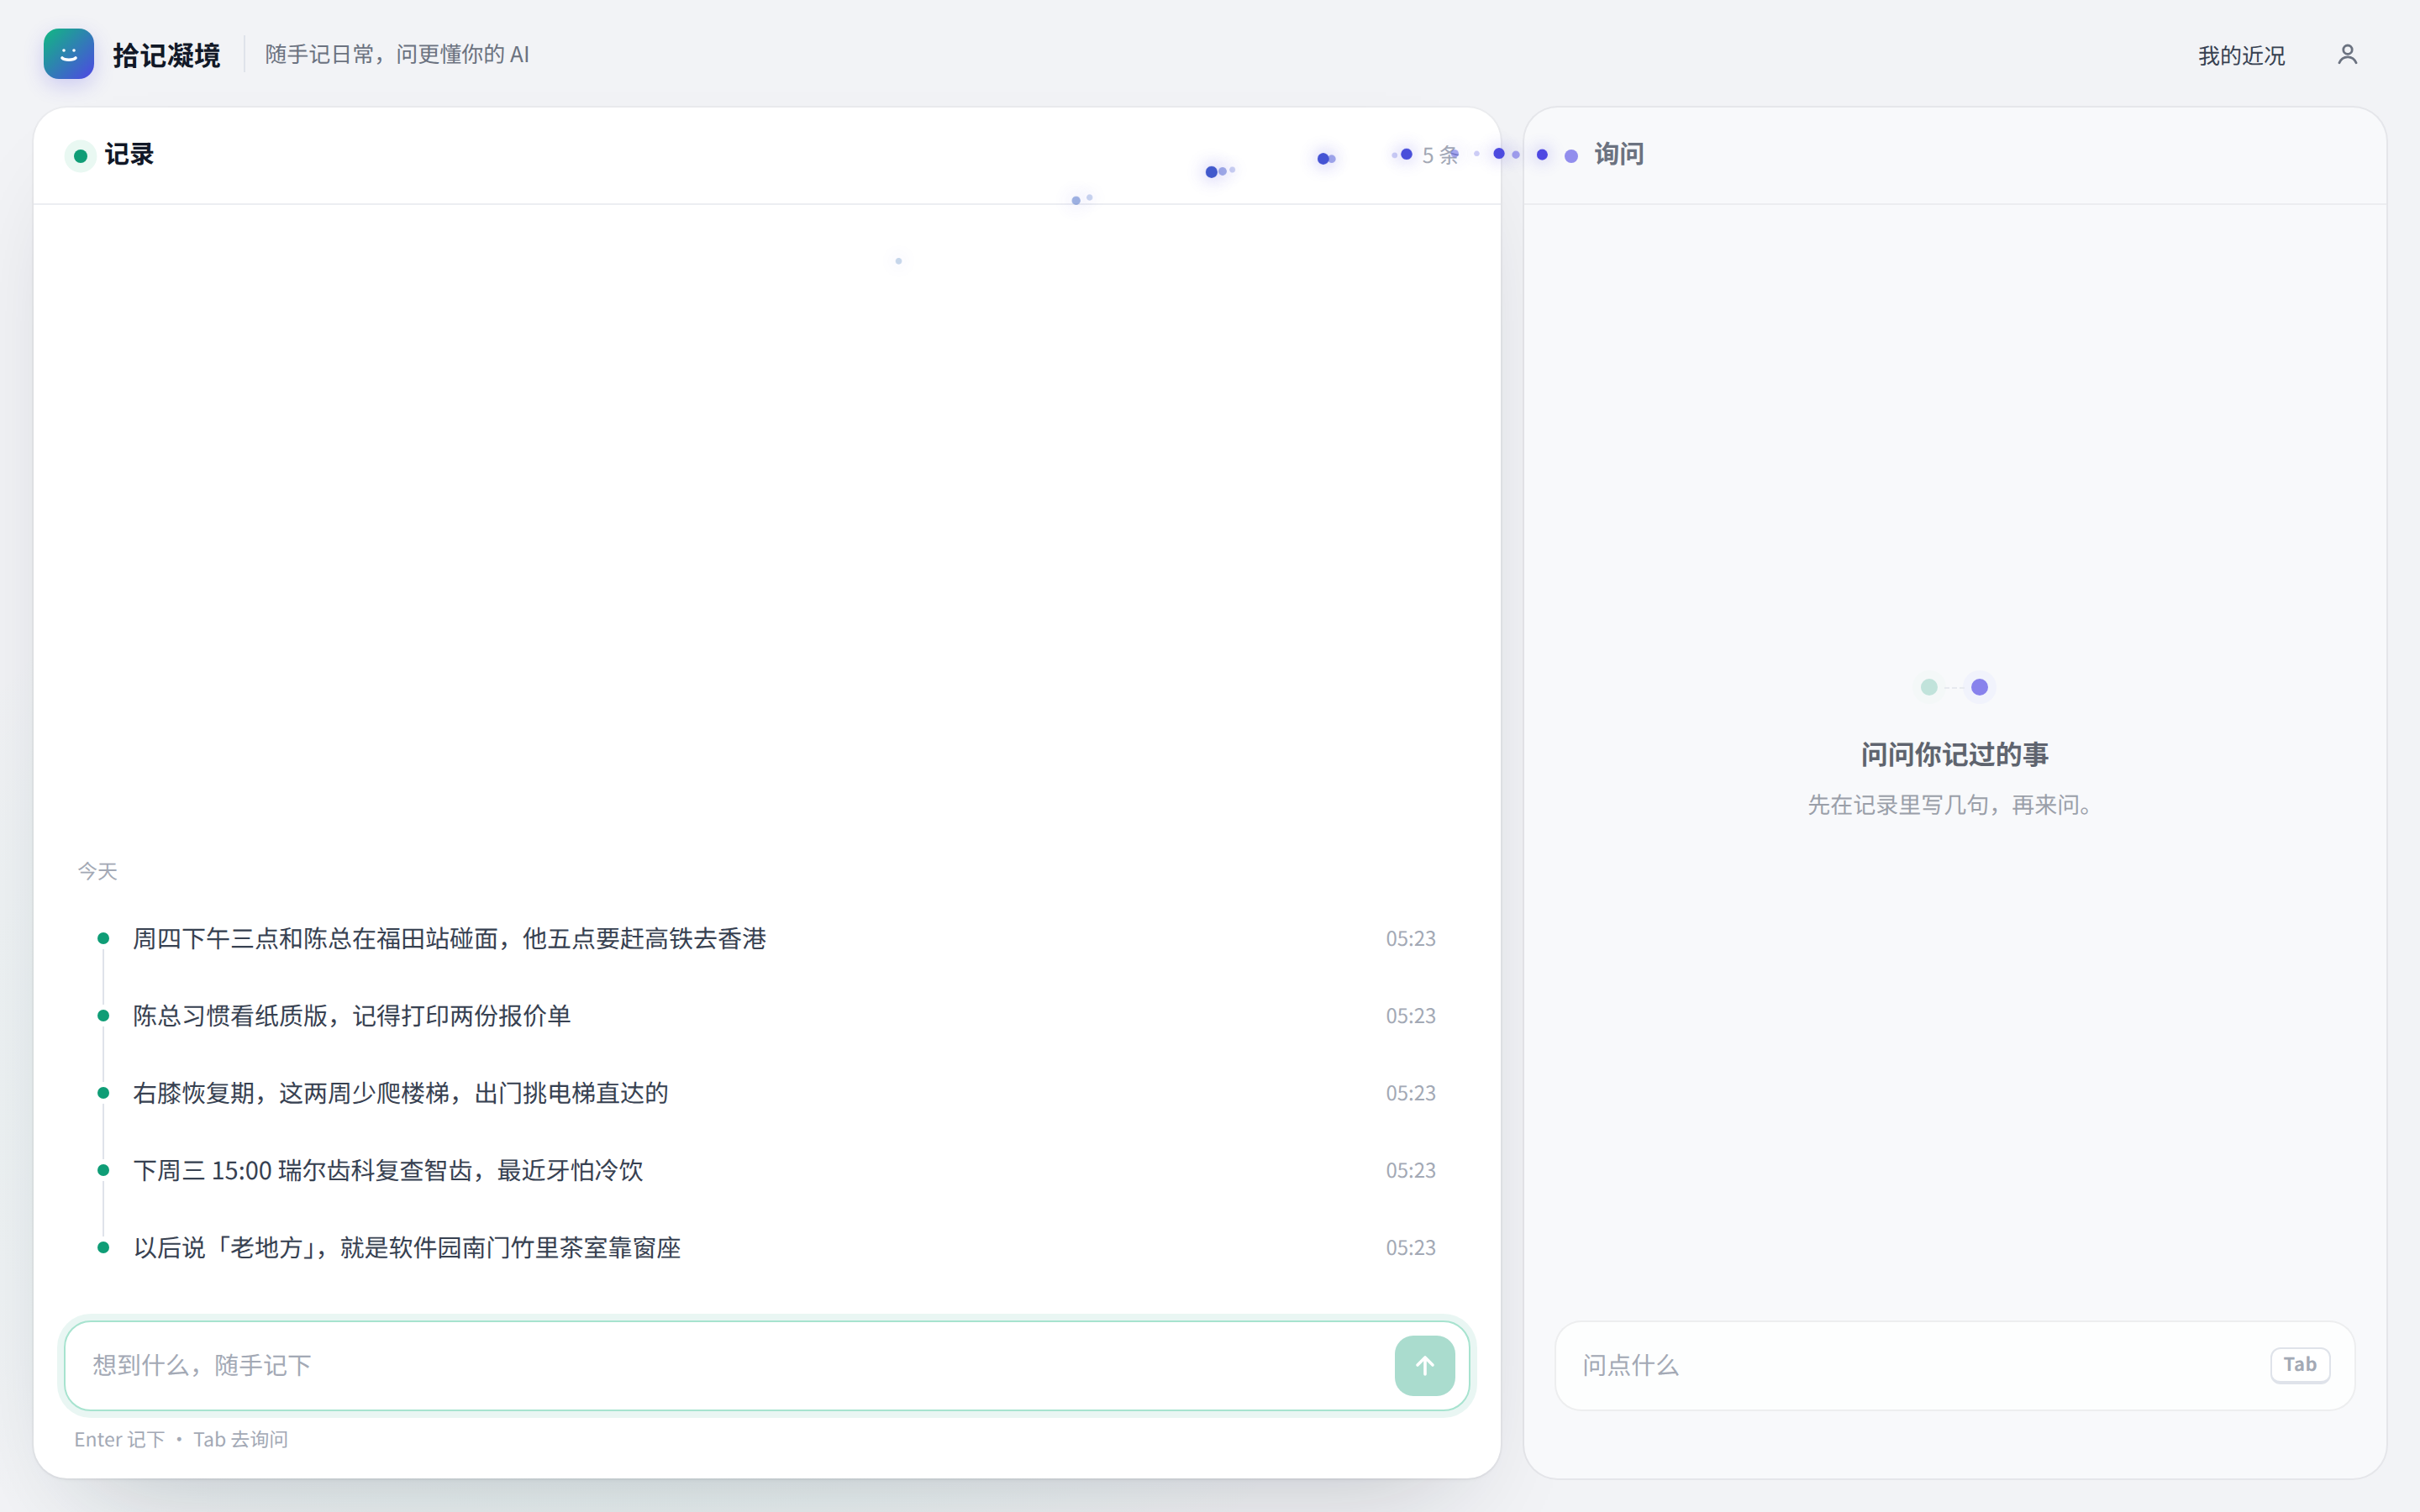 拾记凝境
随手记日常，问更懂你的 AI
我的近况
记录
5 条
询问
问问你记过的事
先在记录里写几句，再来问。
今天
周四下午三点和陈总在福田站碰面，他五点要赶高铁去香港 05:23
陈总习惯看纸质版，记得打印两份报价单 05:23
右膝恢复期，这两周少爬楼梯，出门挑电梯直达的 05:23
下周三 15:00 瑞尔齿科复查智齿，最近牙怕冷饮 05:23
以后说「老地方」，就是软件园南门竹里茶室靠窗座 05:23
想到什么，随手记下
问点什么
Tab
Enter 记下 · Tab 去询问